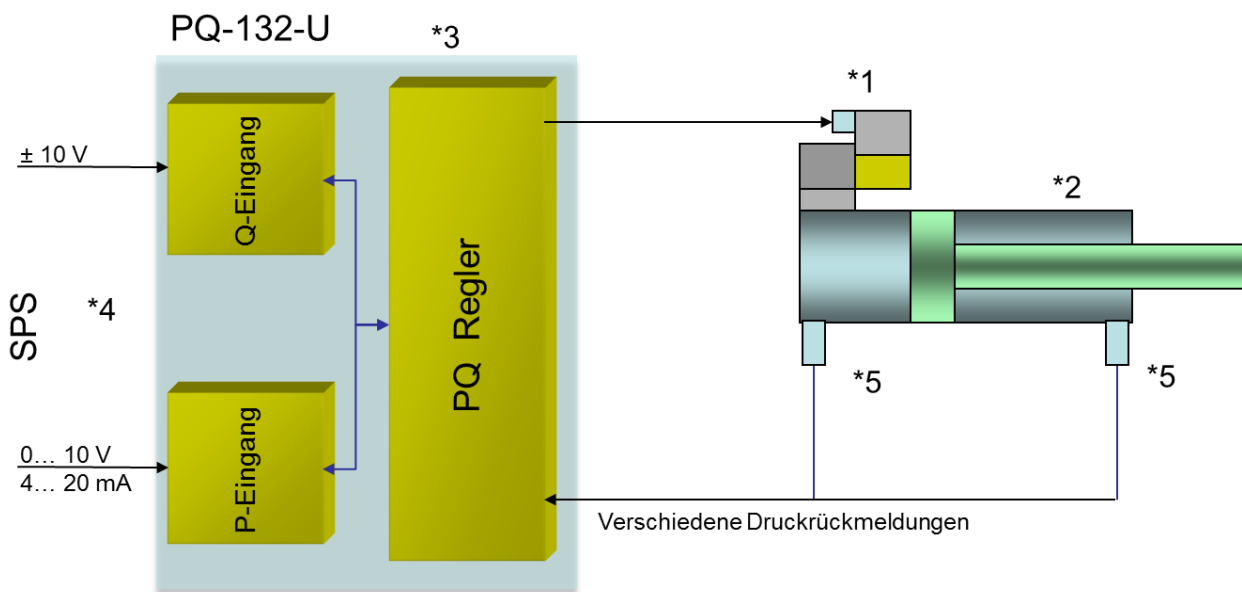 PQ-132-U
*3
*1
± 10 V
Q-Eingang
*2
SPS
*4
PQ Regler
*5
*5
0... 10 V
4... 20 mA
P-Eingang
Verschiedene Druckrückmeldungen